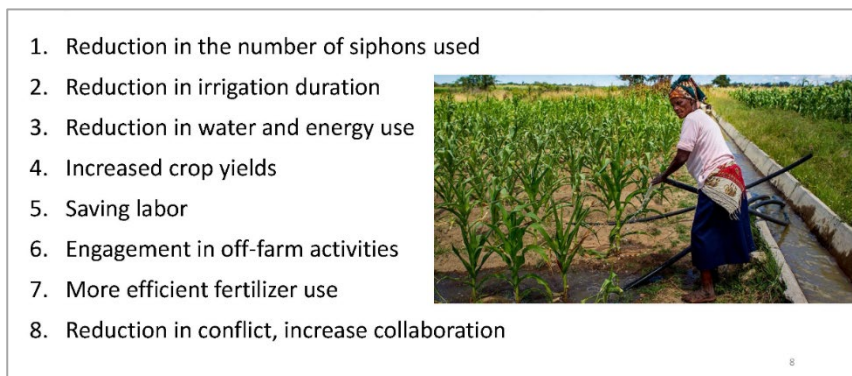 1. Reduction in the number of siphons used
2. Reduction in irrigation duration
3. Reduction in water and energy use
4. Increased crop yields
5. Saving labor
6. Engagement in off-farm activities
7. More efficient fertilizer use
8. Reduction in conflict, increase collaboration
8